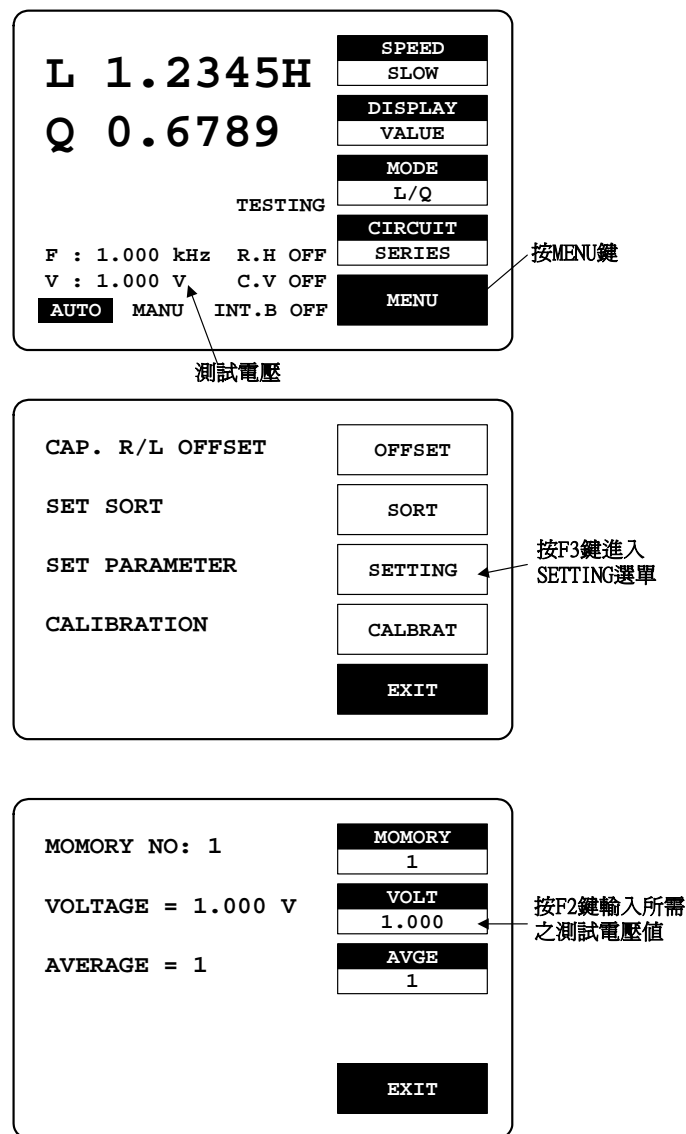 L 1.2345H
Q 0.6789
TESTING
F : 1.000 kHz R.H OFF
V : 1.000 V C.V OFF
AUTO MANU INT.B OFF
SPEED
SLOW
DISPLAY
VALUE
MODE
L/Q
CIRCUIT
SERIES
MENU
按MENU鍵
測試電壓
CAP. R/L OFFSET OFFSET
SET SORT SORT
SET PARAMETER SETTING
CALIBRATION CALBRAT
EXIT
按F3鍵進入
SETTING選單
MOMORY NO: 1
VOLTAGE = 1.000 V
AVERAGE = 1
MOMORY
1
VOLT
1.000
AVGE
1
EXIT
按F2鍵輸入所需
之測試電壓值